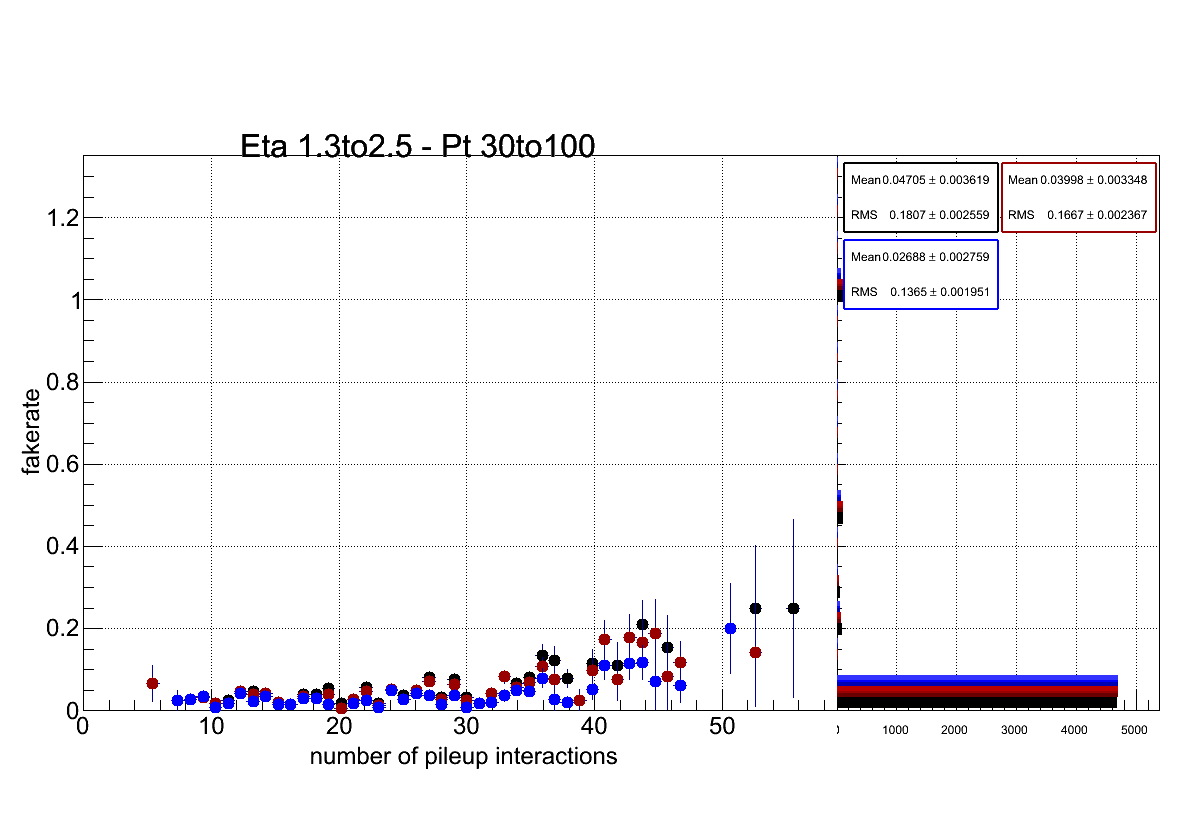 Eta 1.3to2.5 - Pt 30to100
Mean 0.04705 ± 0.003619
RMS 0.1807 ± 0.002559
Mean 0.03998 ± 0.003348
RMS 0.1667 ± 0.002367
Mean 0.02688 ± 0.002759
RMS 0.1365 ± 0.001951
fakerate
1.2
1
0.8
0.6
0.4
0.2
0
0 10 20 30 40 50
number of pileup interactions
1000 2000 3000 4000 5000